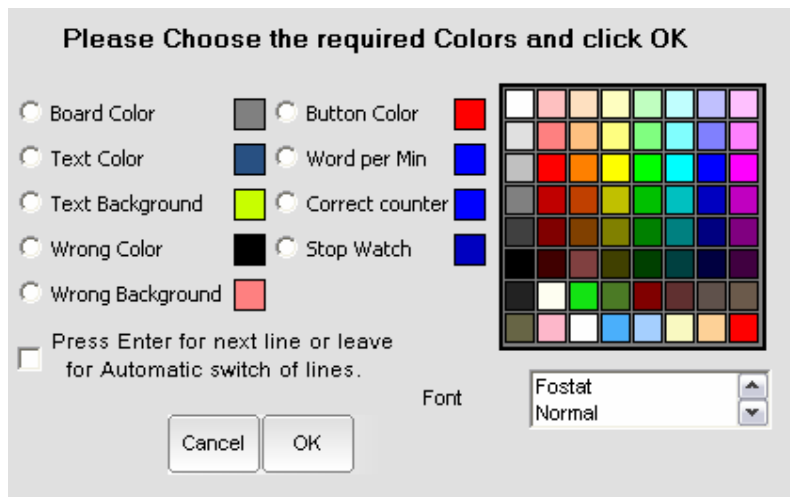 Please Choose the required Colors and click OK
Board Color
Button Color
Text Color
Word per Min
Text Background
Correct counter
Wrong Color
Stop Watch
Wrong Background
Press Enter for next line or leave
for Automatic switch of lines.
Font
Fostat
Normal
Cancel
OK